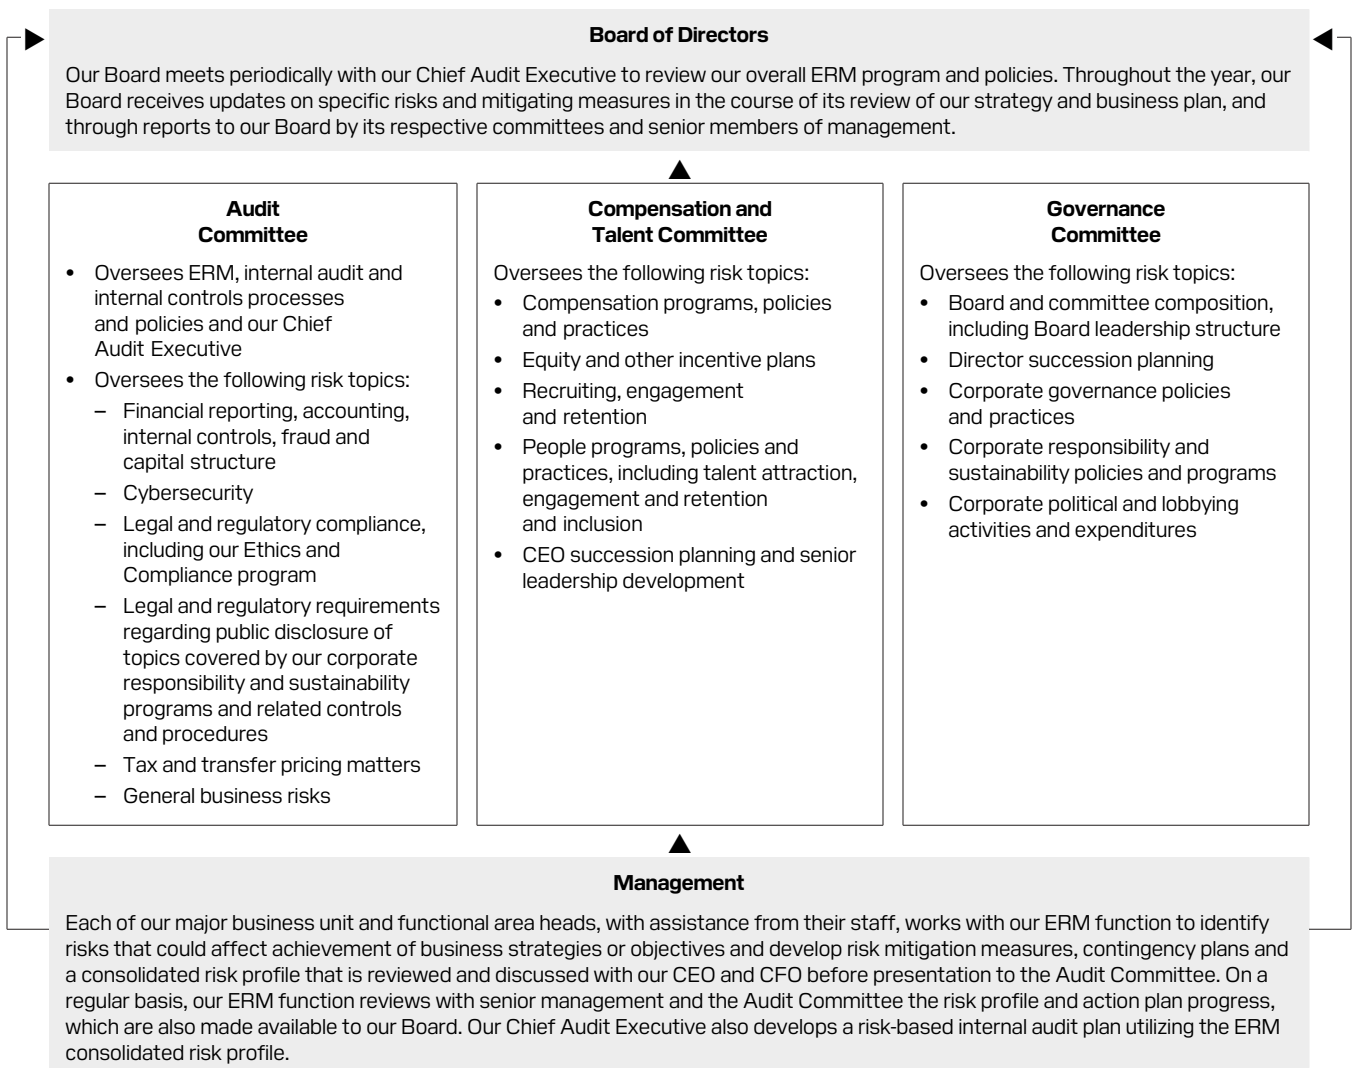 Board of Directors
Our Board meets periodically with our Chief Audit Executive to review our overall ERM program and policies. Throughout the year, our
Board receives updates on specific risks and mitigating measures in the course of its review of our strategy and business plan, and
through reports to our Board by its respective committees and senior members of management.
Audit
Committee
• Oversees ERM, internal audit and
internal controls processes
and policies and our Chief
Audit Executive
• Oversees the following risk topics:
– Financial reporting, accounting,
internal controls, fraud and
capital structure
– Cybersecurity
– Legal and regulatory compliance,
including our Ethics and
Compliance program
– Legal and regulatory requirements
regarding public disclosure of
topics covered by our corporate
responsibility and sustainability
programs and related controls
and procedures
– Tax and transfer pricing matters
– General business risks
Compensation and
Talent Committee
Oversees the following risk topics:
• Compensation programs, policies
and practices
• Equity and other incentive plans
• Recruiting, engagement
and retention
• People programs, policies and
practices, including talent attraction,
engagement and retention
and inclusion
• CEO succession planning and senior
leadership development
Governance
Committee
Oversees the following risk topics:
• Board and committee composition,
including Board leadership structure
• Director succession planning
• Corporate governance policies
and practices
• Corporate responsibility and
sustainability policies and programs
• Corporate political and lobbying
activities and expenditures
Management
Each of our major business unit and functional area heads, with assistance from their staff, works with our ERM function to identify
risks that could affect achievement of business strategies or objectives and develop risk mitigation measures, contingency plans and
a consolidated risk profile that is reviewed and discussed with our CEO and CFO before presentation to the Audit Committee. On a
regular basis, our ERM function reviews with senior management and the Audit Committee the risk profile and action plan progress,
which are also made available to our Board. Our Chief Audit Executive also develops a risk-based internal audit plan utilizing the ERM
consolidated risk profile.